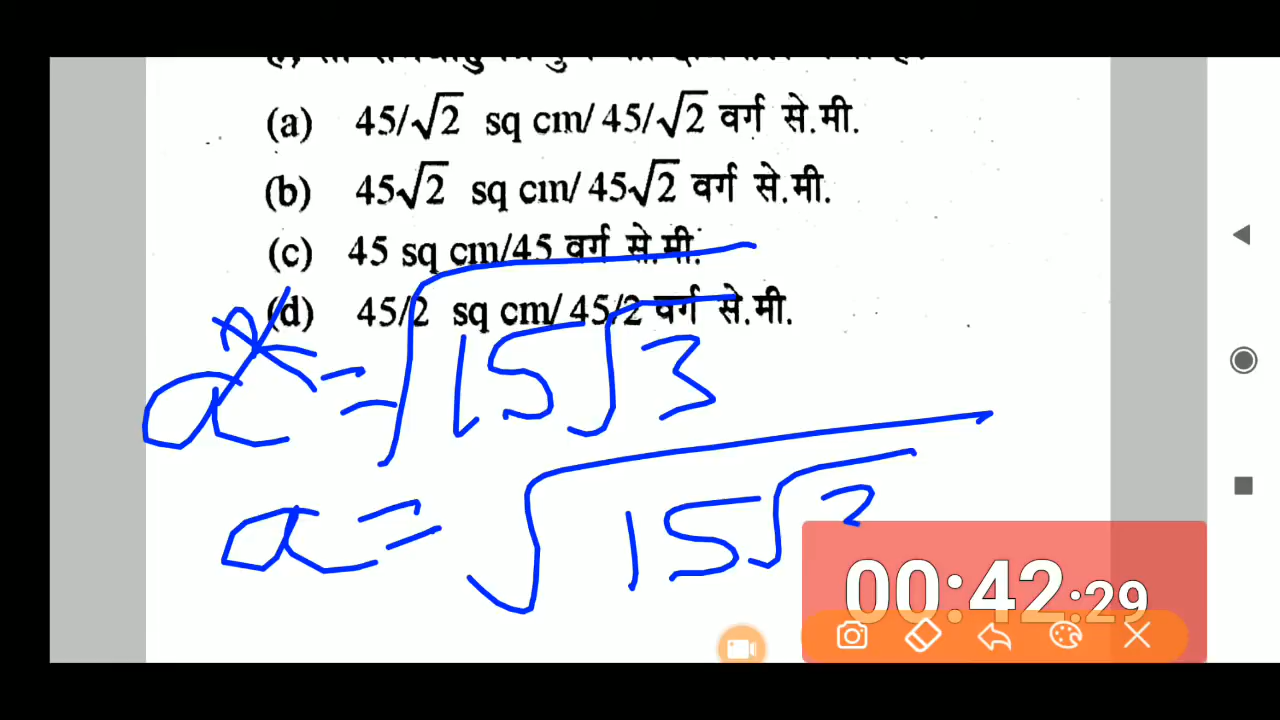 (a) 45/√2 sq cm/ 45/√2 वर्ग से.मी.
(b) 45√2 sq cm/ 45√2 वर्ग से.मी.
(c) 45 sq cm/45 वर्ग से.मी.
(d) 45/2 sq cm/ 45/2 वर्ग से.मी.
= √15√3
a = √15√3
00:42:29